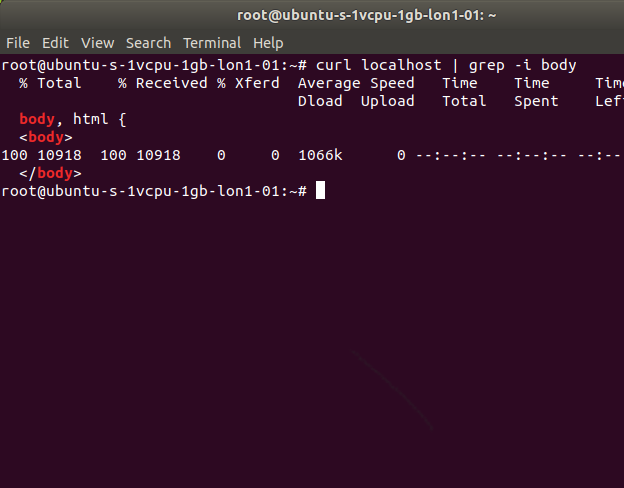 root@ubuntu-s-1vcpu-1gb-lon1-01: ~
File Edit View Search Terminal Help
root@ubuntu-s-1vcpu-1gb-lon1-01:~# curl localhost | grep -i body
  % Total    % Received % Xferd  Average Speed   Time    Time     Time
                                 Dload  Upload   Total   Spent    Left
  body, html {
  <body>
100 10918  100 10918    0     0  1066k      0 --:--:-- --:--:-- --:--
  </body>
root@ubuntu-s-1vcpu-1gb-lon1-01:~#